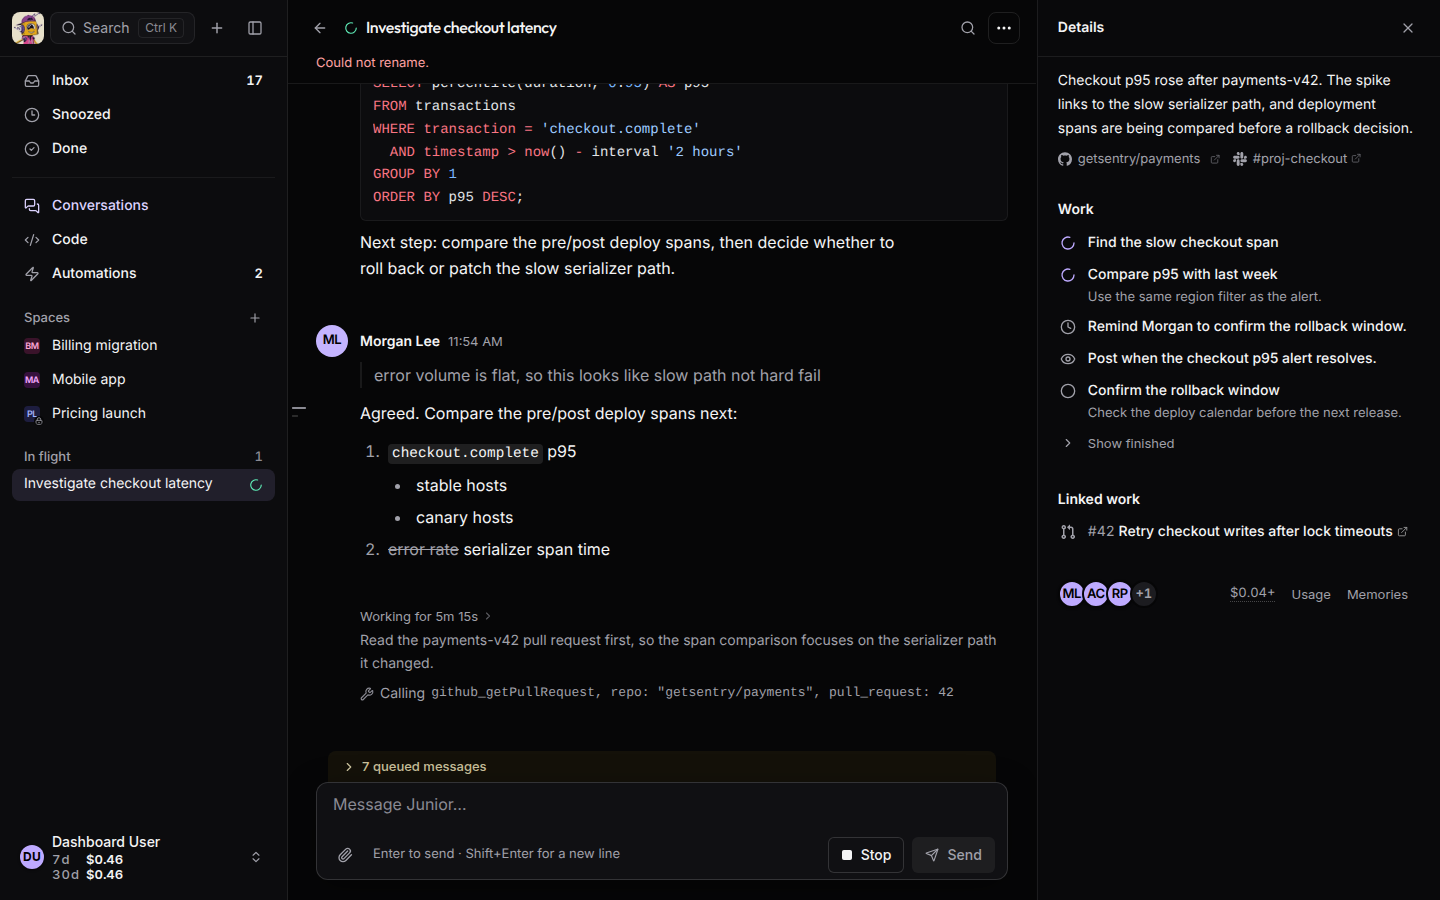 Search Ctrl K
Inbox 17
Snoozed
Done
Conversations
Code
Automations 2
Spaces
BM Billing migration
MA Mobile app
PL Pricing launch
In flight 1
Investigate checkout latency
DU Dashboard User
7d $0.46
30d $0.46
Investigate checkout latency
Could not rename.
SELECT percentile(duration, 0.95) AS p95
FROM transactions
WHERE transaction = 'checkout.complete'
AND timestamp > now() - interval '2 hours'
GROUP BY 1
ORDER BY p95 DESC;
Next step: compare the pre/post deploy spans, then decide whether to
roll back or patch the slow serializer path.
ML Morgan Lee 11:54 AM
error volume is flat, so this looks like slow path not hard fail
Agreed. Compare the pre/post deploy spans next:
1. checkout.complete p95
• stable hosts
• canary hosts
2. error rate serializer span time
Working for 5m 15s
Read the payments-v42 pull request first, so the span comparison focuses on the serializer path
it changed.
Calling github_getPullRequest, repo: "getsentry/payments", pull_request: 42
7 queued messages
Message Junior...
Enter to send · Shift+Enter for a new line
Stop
Send
Details
Checkout p95 rose after payments-v42. The spike
links to the slow serializer path, and deployment
spans are being compared before a rollback decision.
getsentry/payments #proj-checkout
Work
Find the slow checkout span
Compare p95 with last week
Use the same region filter as the alert.
Remind Morgan to confirm the rollback window.
Post when the checkout p95 alert resolves.
Confirm the rollback window
Check the deploy calendar before the next release.
Show finished
Linked work
#42 Retry checkout writes after lock timeouts
ML AC RP +1 $0.04+ Usage Memories